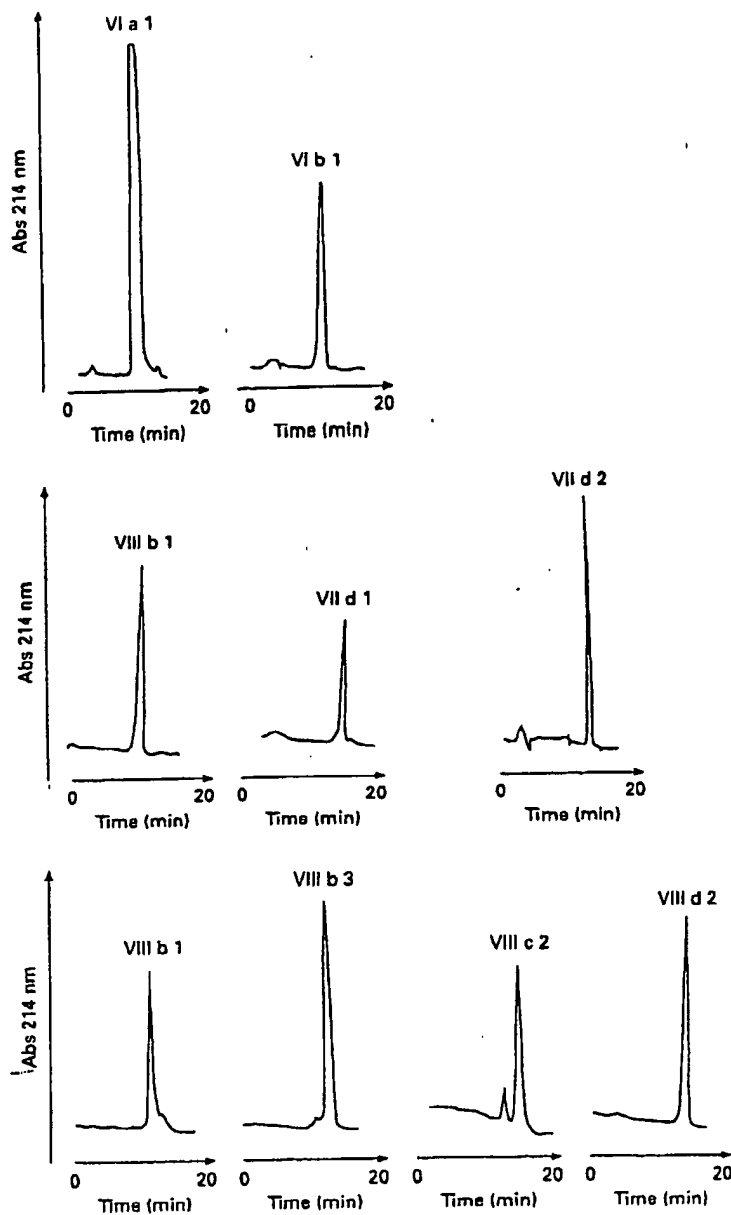 VI a 1
VI b 1
Abs 214 nm
0 20 0 20
Time (min) Time (min)
VII d 2
VIII b 1
VII d 1
Abs 214 nm
0 20 0 20 0 20
Time (min) Time (min) Time (min)
VIII b 3
VIII d 2
VIII b 1
VIII c 2
Abs 214 nm
0 20 0 20 0 20 0 20
Time (min) Time (min) Time (min) Time (min)